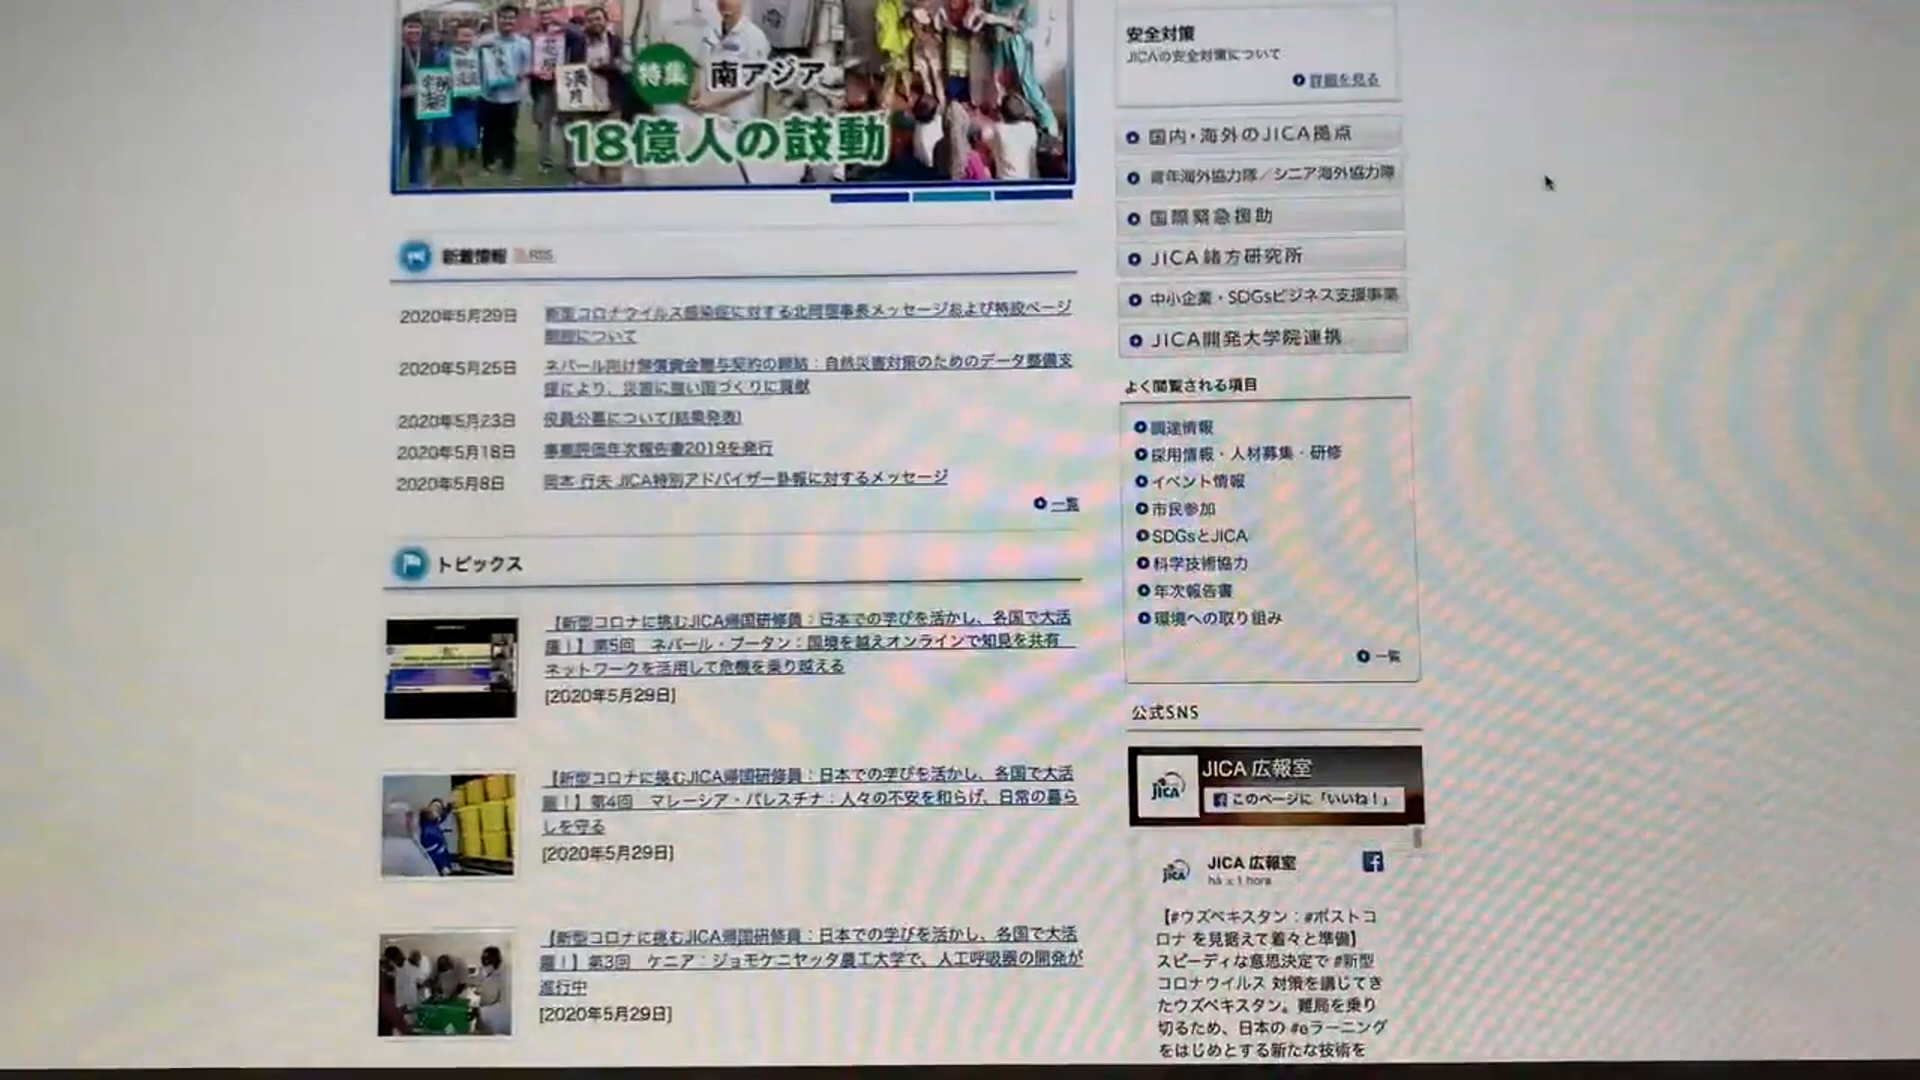 特集 南アジア
18億人の鼓動
新着情報 RSS
2020年5月29日 新型コロナウイルス感染症に対する北岡理事長メッセージおよび特設ページ
開設について
2020年5月25日 ネパール向け無償資金贈与契約の締結：自然災害対策のためのデータ整備支
援により、災害に強い国づくりに貢献
2020年5月23日 役員公募について(結果発表)
2020年5月18日 事業評価年次報告書2019を発行
2020年5月8日 岡本 行夫 JICA特別アドバイザー訃報に対するメッセージ
一覧
トピックス
【新型コロナに挑むJICA帰国研修員：日本での学びを活かし、各国で大活
躍！】第5回　ネパール・ブータン：国境を越えオンラインで知見を共有
ネットワークを活用して危機を乗り越える
[2020年5月29日]
【新型コロナに挑むJICA帰国研修員：日本での学びを活かし、各国で大活
躍！】第4回　マレーシア・パレスチナ：人々の不安を和らげ、日常の暮ら
しを守る
[2020年5月29日]
【新型コロナに挑むJICA帰国研修員：日本での学びを活かし、各国で大活
躍！】第3回　ケニア：ジョモケニヤッタ農工大学で、人工呼吸器の開発が
進行中
[2020年5月29日]
安全対策
JICAの安全対策について
詳細を見る
国内・海外のJICA拠点
青年海外協力隊／シニア海外協力隊
国際緊急援助
JICA緒方研究所
中小企業・SDGsビジネス支援事業
JICA開発大学院連携
よく閲覧される項目
調達情報
採用情報・人材募集・研修
イベント情報
市民参加
SDGsとJICA
科学技術協力
年次報告書
環境への取り組み
一覧
公式SNS
JICA
JICA 広報室
このページに「いいね！」
JICA
JICA 広報室
há ± 1 hora
【#ウズベキスタン：#ポストコ
ロナ を見据えて着々と準備】
スピーディな意思決定で #新型
コロナウイルス 対策を講じてき
たウズベキスタン。難局を乗り
切るため、日本の #eラーニング
をはじめとする新たな技術を